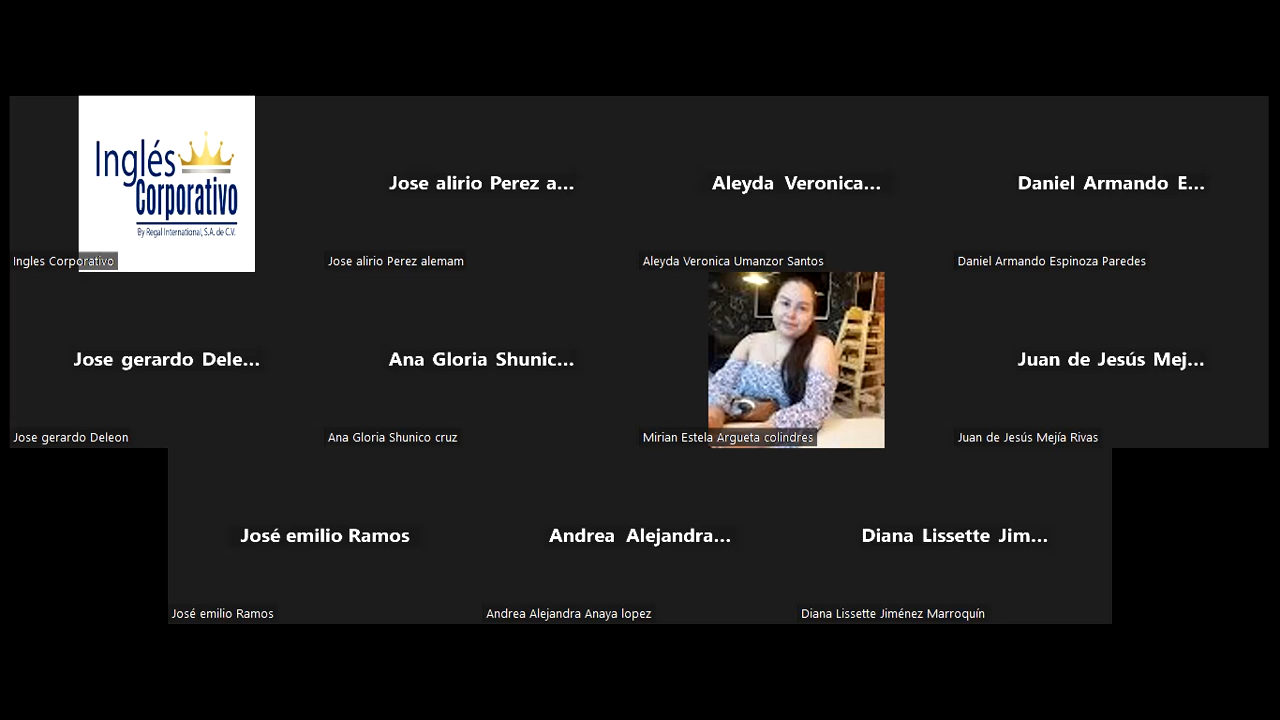 Inglés
Corporativo
By Regal International, S.A. de C.V.
Ingles Corporativo
Jose alirio Perez a...
Jose alirio Perez alemam
Aleyda Veronica...
Aleyda Veronica Umanzor Santos
Daniel Armando E...
Daniel Armando Espinoza Paredes
Jose gerardo Dele...
Jose gerardo Deleon
Ana Gloria Shunic...
Ana Gloria Shunico cruz
Mirian Estela Argueta colindres
Juan de Jesús Mej...
Juan de Jesús Mejía Rivas
José emilio Ramos
José emilio Ramos
Andrea Alejandra...
Andrea Alejandra Anaya lopez
Diana Lissette Jim...
Diana Lissette Jiménez Marroquín